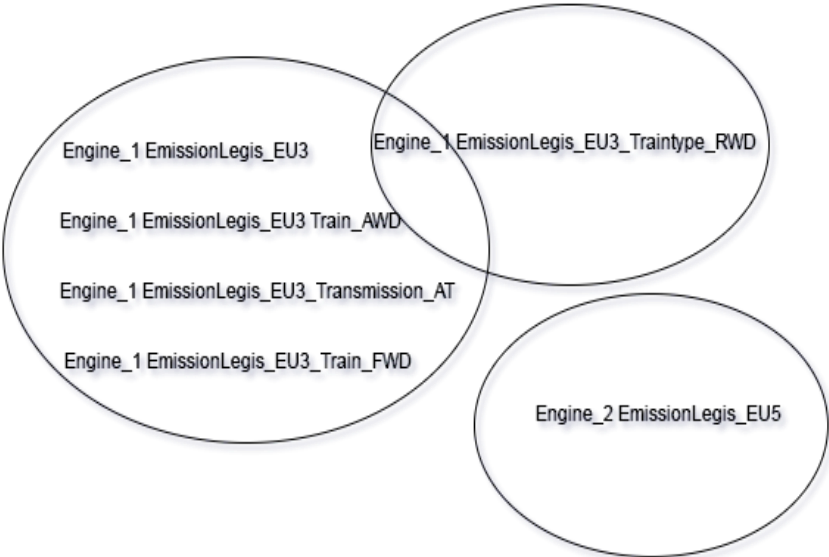 Engine_1 EmissionLegis_EU3
Engine_1 EmissionLegis_EU3_Traintype_RWD
Engine_1 EmissionLegis_EU3 Train_AWD
Engine_1 EmissionLegis_EU3_Transmission_AT
Engine_1 EmissionLegis_EU3_Train_FWD
Engine_2 EmissionLegis_EU5